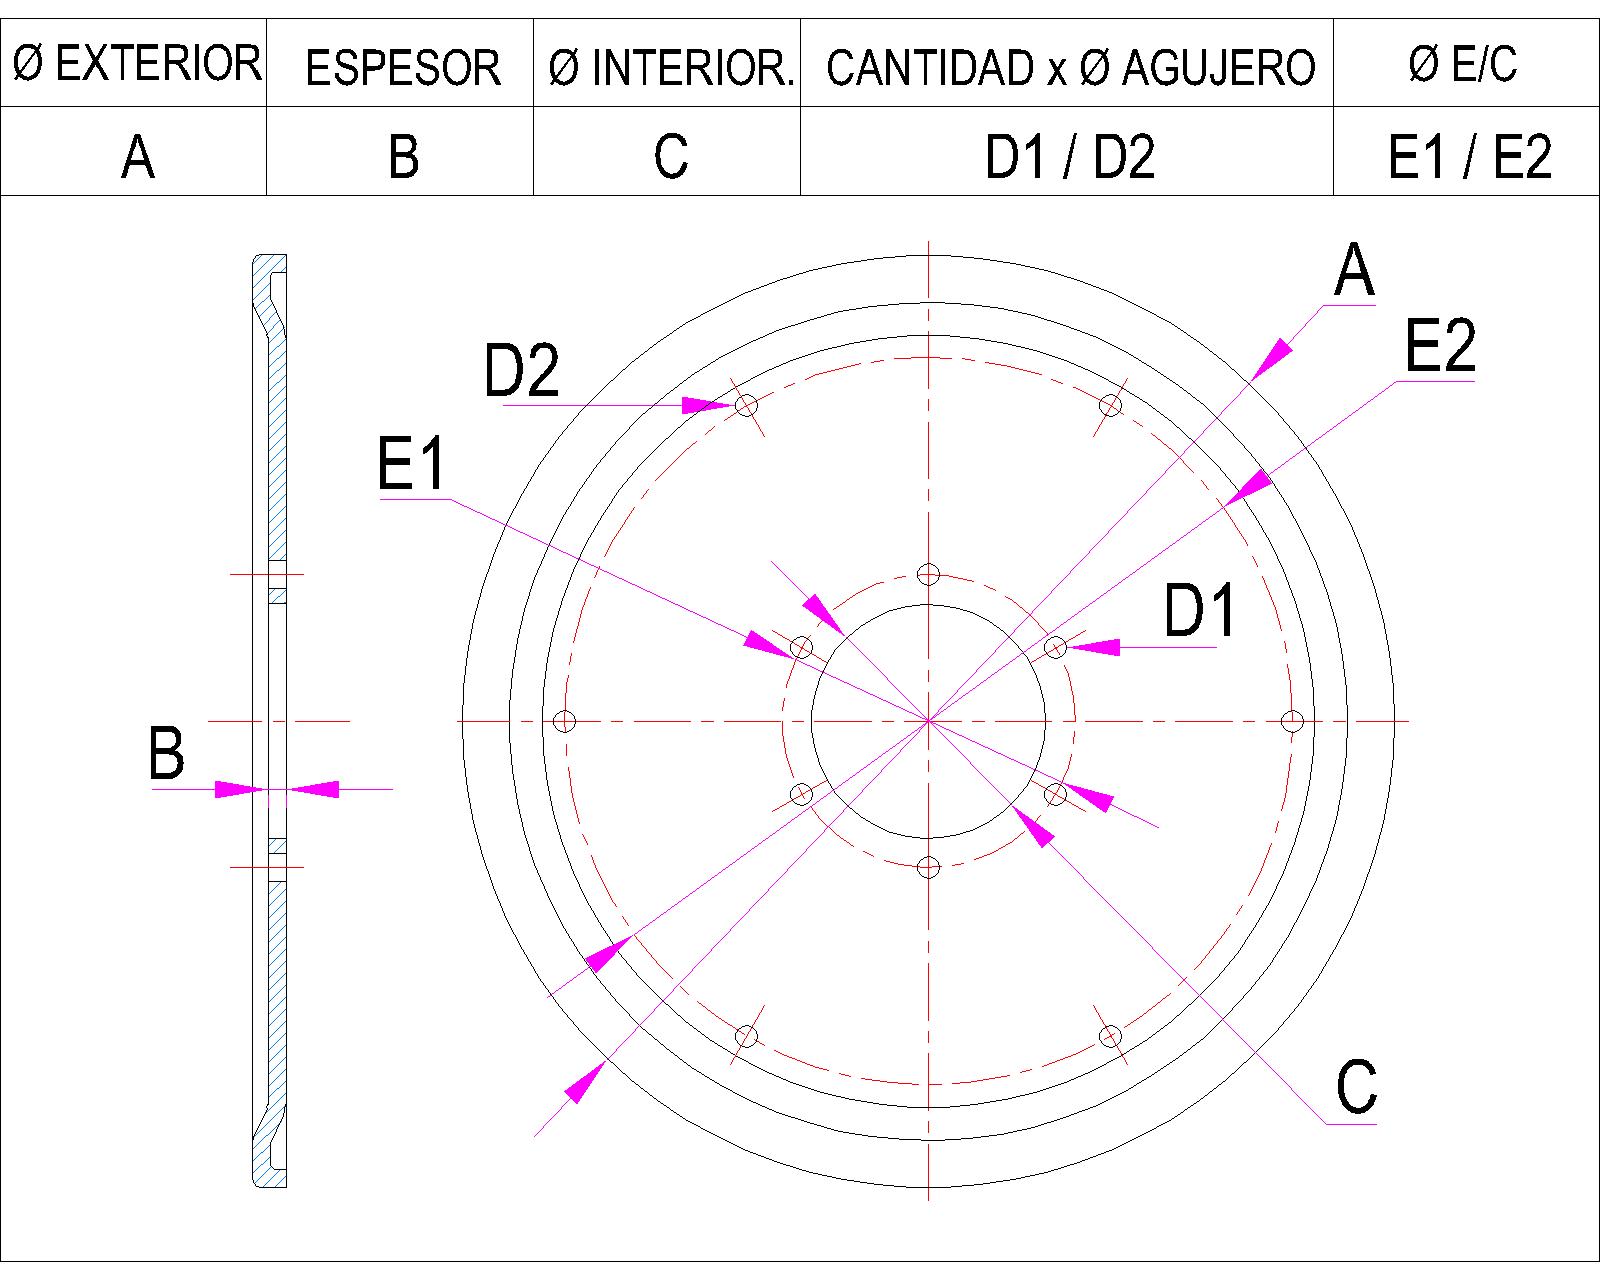 Ø EXTERIOR ESPESOR Ø INTERIOR. CANTIDAD x Ø AGUJERO Ø E/C
A B C D1 / D2 E1 / E2
A
E2
D2
E1
D1
B
C